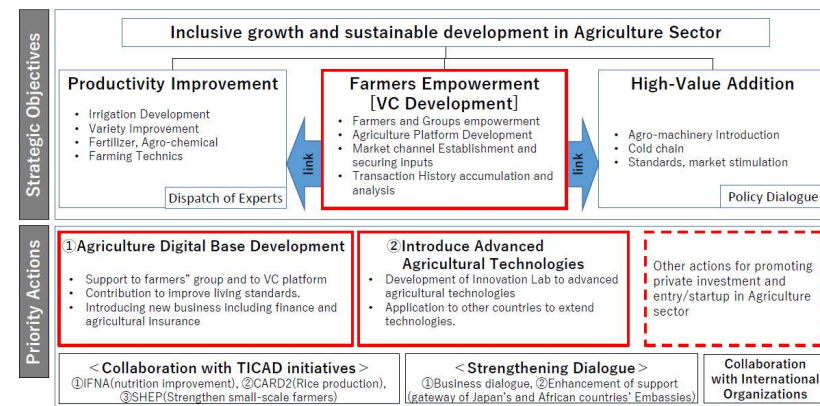 Inclusive growth and sustainable development in Agriculture Sector
Strategic Objectives
Productivity Improvement
• Irrigation Development
• Variety Improvement
• Fertilizer, Agro-chemical
• Farming Technics
Dispatch of Experts
link
Farmers Empowerment
[VC Development]
• Farmers and Groups empowerment
• Agriculture Platform Development
• Market channel Establishment and
securing inputs
• Transaction History accumulation and
analysis
link
High-Value Addition
• Agro-machinery Introduction
• Cold chain
• Standards, market stimulation
Policy Dialogue
Priority Actions
①Agriculture Digital Base Development
• Support to farmers" group and to VC platform
• Contribution to improve living standards.
• Introducing new business including finance and
agricultural insurance
②Introduce Advanced
Agricultural Technologies
• Development of Innovation Lab to advanced
agricultural technologies
• Application to other countries to extend
technologies.
Other actions for promoting
private investment and
entry/startup in Agriculture
sector
＜Collaboration with TICAD initiatives＞
①IFNA(nutrition improvement), ②CARD2(Rice production),
③SHEP(Strengthen small-scale farmers)
＜Strengthening Dialogue＞
①Business dialogue, ②Enhancement of support
(gateway of Japan's and African countries' Embassies)
Collaboration
with International
Organizations